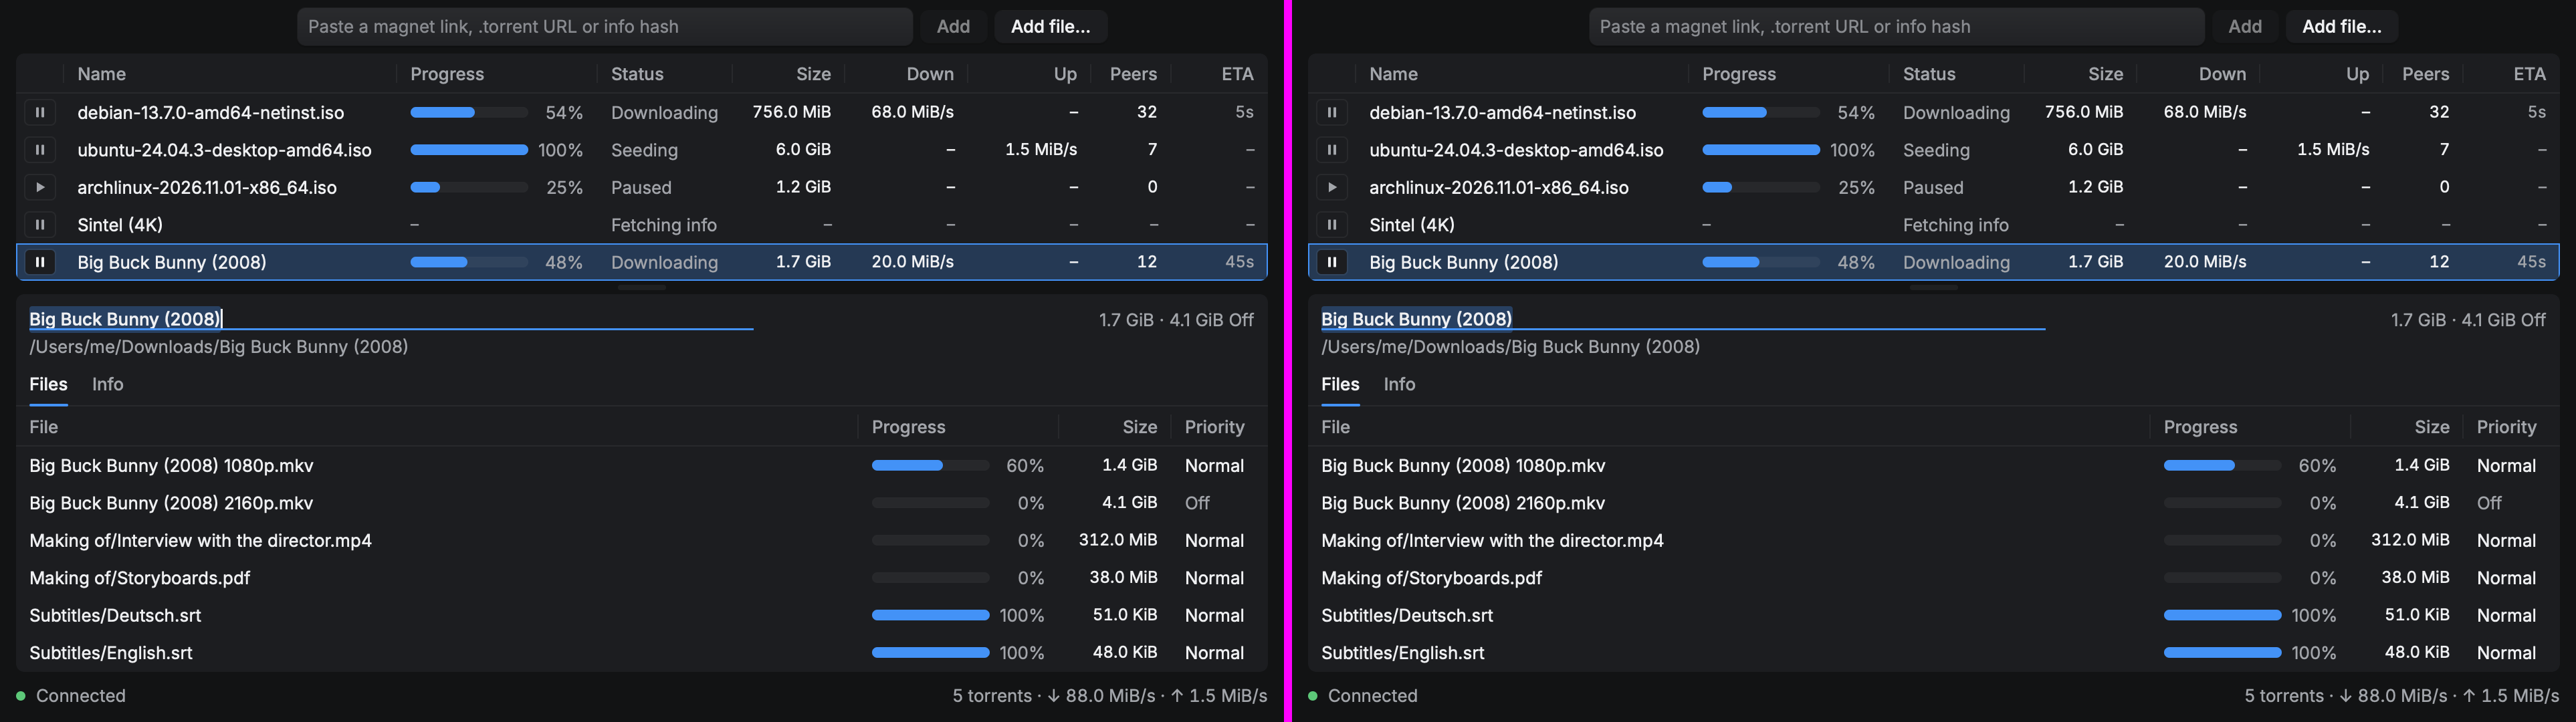 Paste a magnet link, .torrent URL or info hash Add Add file...
Name Progress Status Size Down Up Peers ETA
debian-13.7.0-amd64-netinst.iso 54% Downloading 756.0 MiB 68.0 MiB/s – 32 5s
ubuntu-24.04.3-desktop-amd64.iso 100% Seeding 6.0 GiB – 1.5 MiB/s 7 –
archlinux-2026.11.01-x86_64.iso 25% Paused 1.2 GiB – – 0 –
Sintel (4K) – Fetching info – – – – –
Big Buck Bunny (2008) 48% Downloading 1.7 GiB 20.0 MiB/s – 12 45s
Big Buck Bunny (2008) 1.7 GiB · 4.1 GiB Off
/Users/me/Downloads/Big Buck Bunny (2008)
Files Info
File Progress Size Priority
Big Buck Bunny (2008) 1080p.mkv 60% 1.4 GiB Normal
Big Buck Bunny (2008) 2160p.mkv 0% 4.1 GiB Off
Making of/Interview with the director.mp4 0% 312.0 MiB Normal
Making of/Storyboards.pdf 0% 38.0 MiB Normal
Subtitles/Deutsch.srt 100% 51.0 KiB Normal
Subtitles/English.srt 100% 48.0 KiB Normal
Connected 5 torrents · ↓ 88.0 MiB/s · ↑ 1.5 MiB/s
Paste a magnet link, .torrent URL or info hash Add Add file...
Name Progress Status Size Down Up Peers ETA
debian-13.7.0-amd64-netinst.iso 54% Downloading 756.0 MiB 68.0 MiB/s – 32 5s
ubuntu-24.04.3-desktop-amd64.iso 100% Seeding 6.0 GiB – 1.5 MiB/s 7 –
archlinux-2026.11.01-x86_64.iso 25% Paused 1.2 GiB – – 0 –
Sintel (4K) – Fetching info – – – – –
Big Buck Bunny (2008) 48% Downloading 1.7 GiB 20.0 MiB/s – 12 45s
Big Buck Bunny (2008) 1.7 GiB · 4.1 GiB Off
/Users/me/Downloads/Big Buck Bunny (2008)
Files Info
File Progress Size Priority
Big Buck Bunny (2008) 1080p.mkv 60% 1.4 GiB Normal
Big Buck Bunny (2008) 2160p.mkv 0% 4.1 GiB Off
Making of/Interview with the director.mp4 0% 312.0 MiB Normal
Making of/Storyboards.pdf 0% 38.0 MiB Normal
Subtitles/Deutsch.srt 100% 51.0 KiB Normal
Subtitles/English.srt 100% 48.0 KiB Normal
Connected 5 torrents · ↓ 88.0 MiB/s · ↑ 1.5 MiB/s